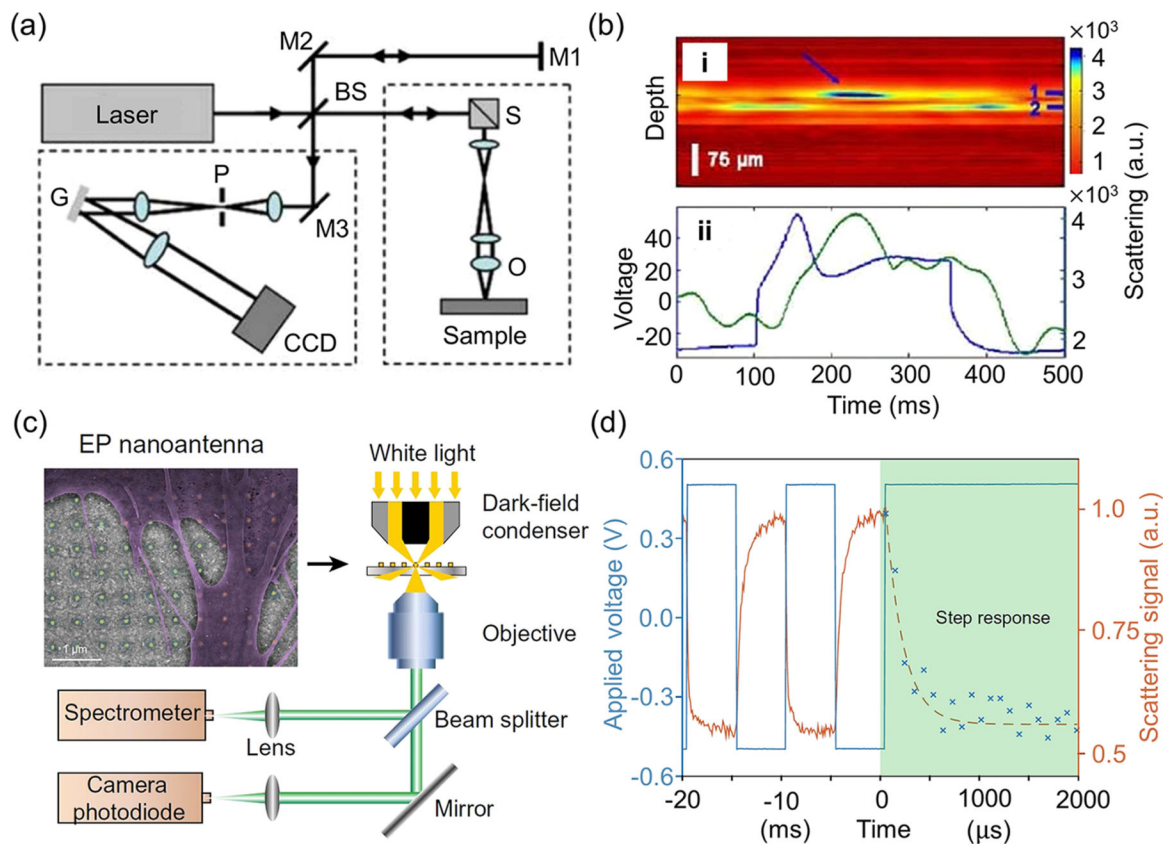 (a)
M2
M1
BS
Laser
S
P
G
M3
O
CCD
Sample
(b)
i
Depth
75 μm
1
2
×10³
4
3
2
1
Scattering (a.u.)
ii
Voltage
40
20
0
-20
×10³
4
3
2
Scattering (a.u.)
0 100 200 300 400 500
Time (ms)
(c)
EP nanoantenna
1 μm
White light
Dark-field
condenser
Objective
Spectrometer
Lens
Beam splitter
Camera
photodiode
Mirror
(d)
Applied voltage (V)
0.6
0.3
0.0
-0.3
-0.6
Step response
1.0
0.75
0.5
Scattering signal (a.u.)
-20 -10 0 1000 2000
(ms) Time (μs)